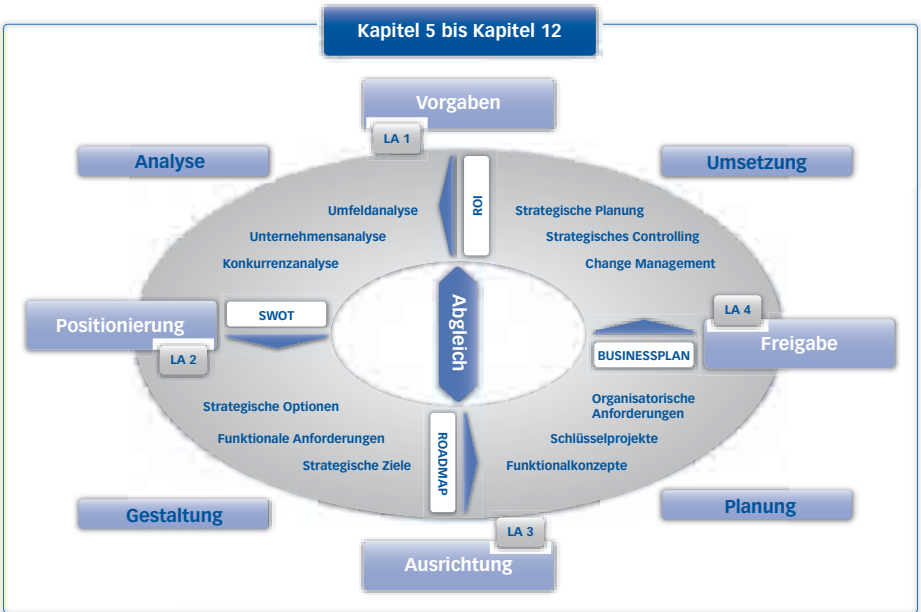 Kapitel 5 bis Kapitel 12
Vorgaben
LA 1
Analyse
Umsetzung
ROI
Umfeldanalyse
Unternehmensanalyse
Konkurrenzanalyse
Strategische Planung
Strategisches Controlling
Change Management
Positionierung
LA 2
SWOT
Abgleich
LA 4
Freigabe
BUSINESSPLAN
Strategische Optionen
Funktionale Anforderungen
Strategische Ziele
ROADMAP
Organisatorische
Anforderungen
Schlüsselprojekte
Funktionalkonzepte
Gestaltung
Planung
LA 3
Ausrichtung